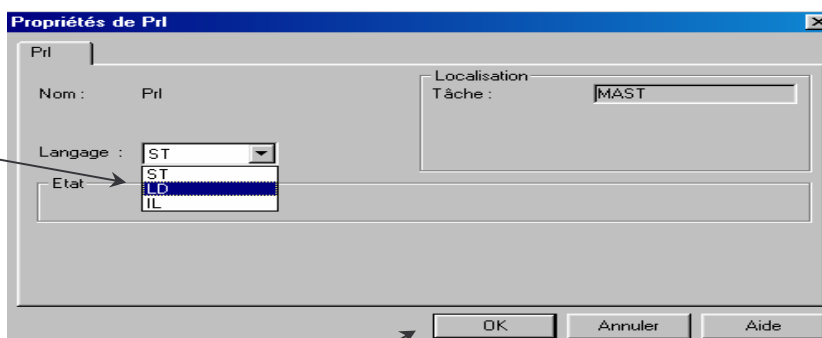 Propriétés de Prl
Prl
Nom : Prl
Localisation
Tâche : MAST
Langage : ST
ST
LD
IL
Etat
OK Annuler Aide